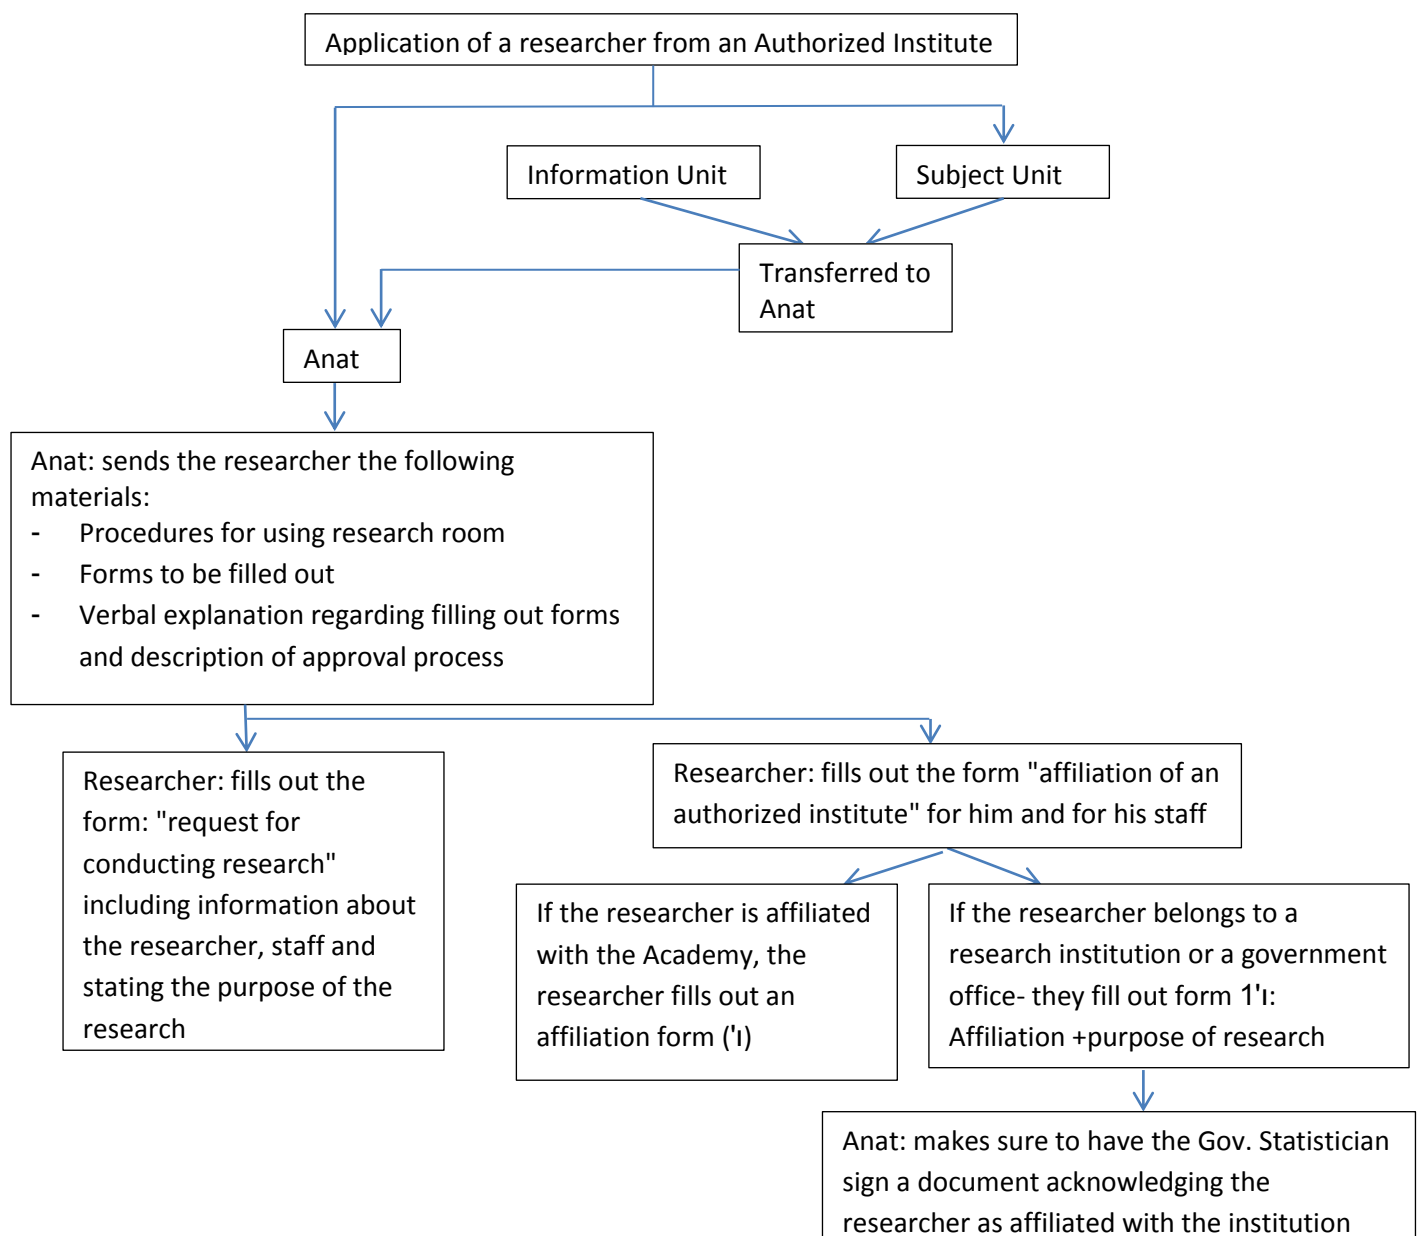 Application of a researcher from an Authorized Institute
Information Unit
Subject Unit
Transferred to
Anat
Anat
Anat: sends the researcher the following
materials:
- Procedures for using research room
- Forms to be filled out
- Verbal explanation regarding filling out forms
and description of approval process
Researcher: fills out the
form: "request for
conducting research"
including information about
the researcher, staff and
stating the purpose of the
research
Researcher: fills out the form "affiliation of an
authorized institute" for him and for his staff
If the researcher is affiliated
with the Academy, the
researcher fills out an
affiliation form ('ו)
If the researcher belongs to a
research institution or a government
office- they fill out form 1'ו:
Affiliation +purpose of research
Anat: makes sure to have the Gov. Statistician
sign a document acknowledging the
researcher as affiliated with the institution